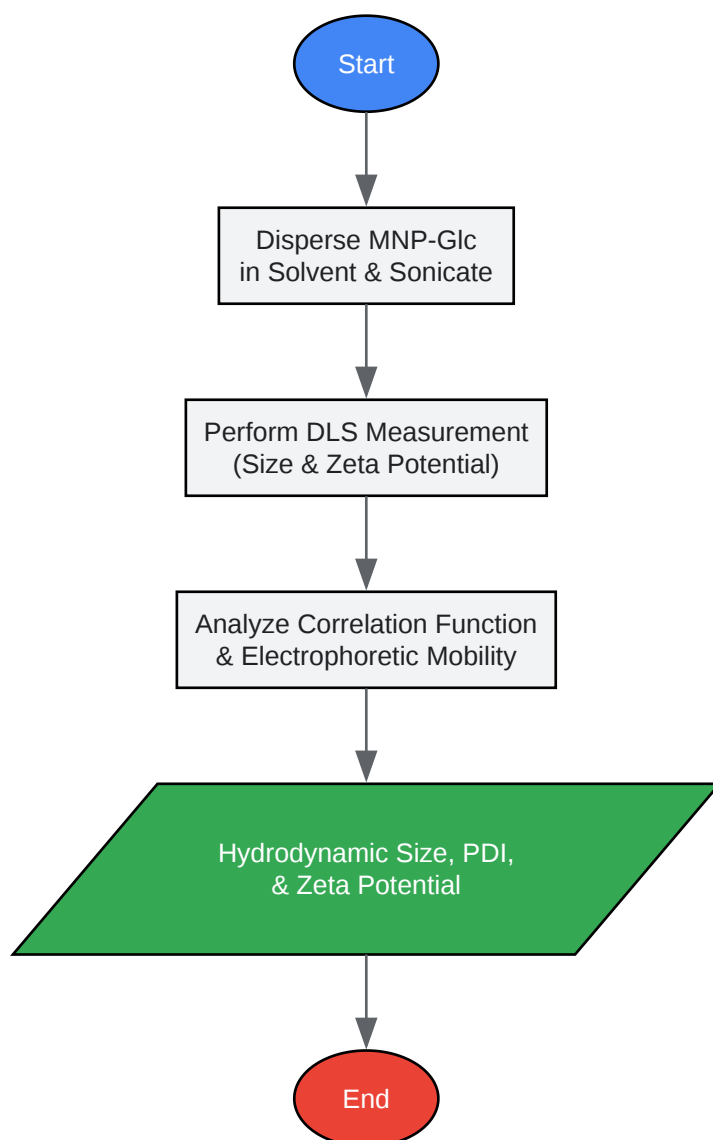 Start
Disperse MNP-Glc
in Solvent & Sonicate
Perform DLS Measurement
(Size & Zeta Potential)
Analyze Correlation Function
& Electrophoretic Mobility
Hydrodynamic Size, PDI,
& Zeta Potential
End